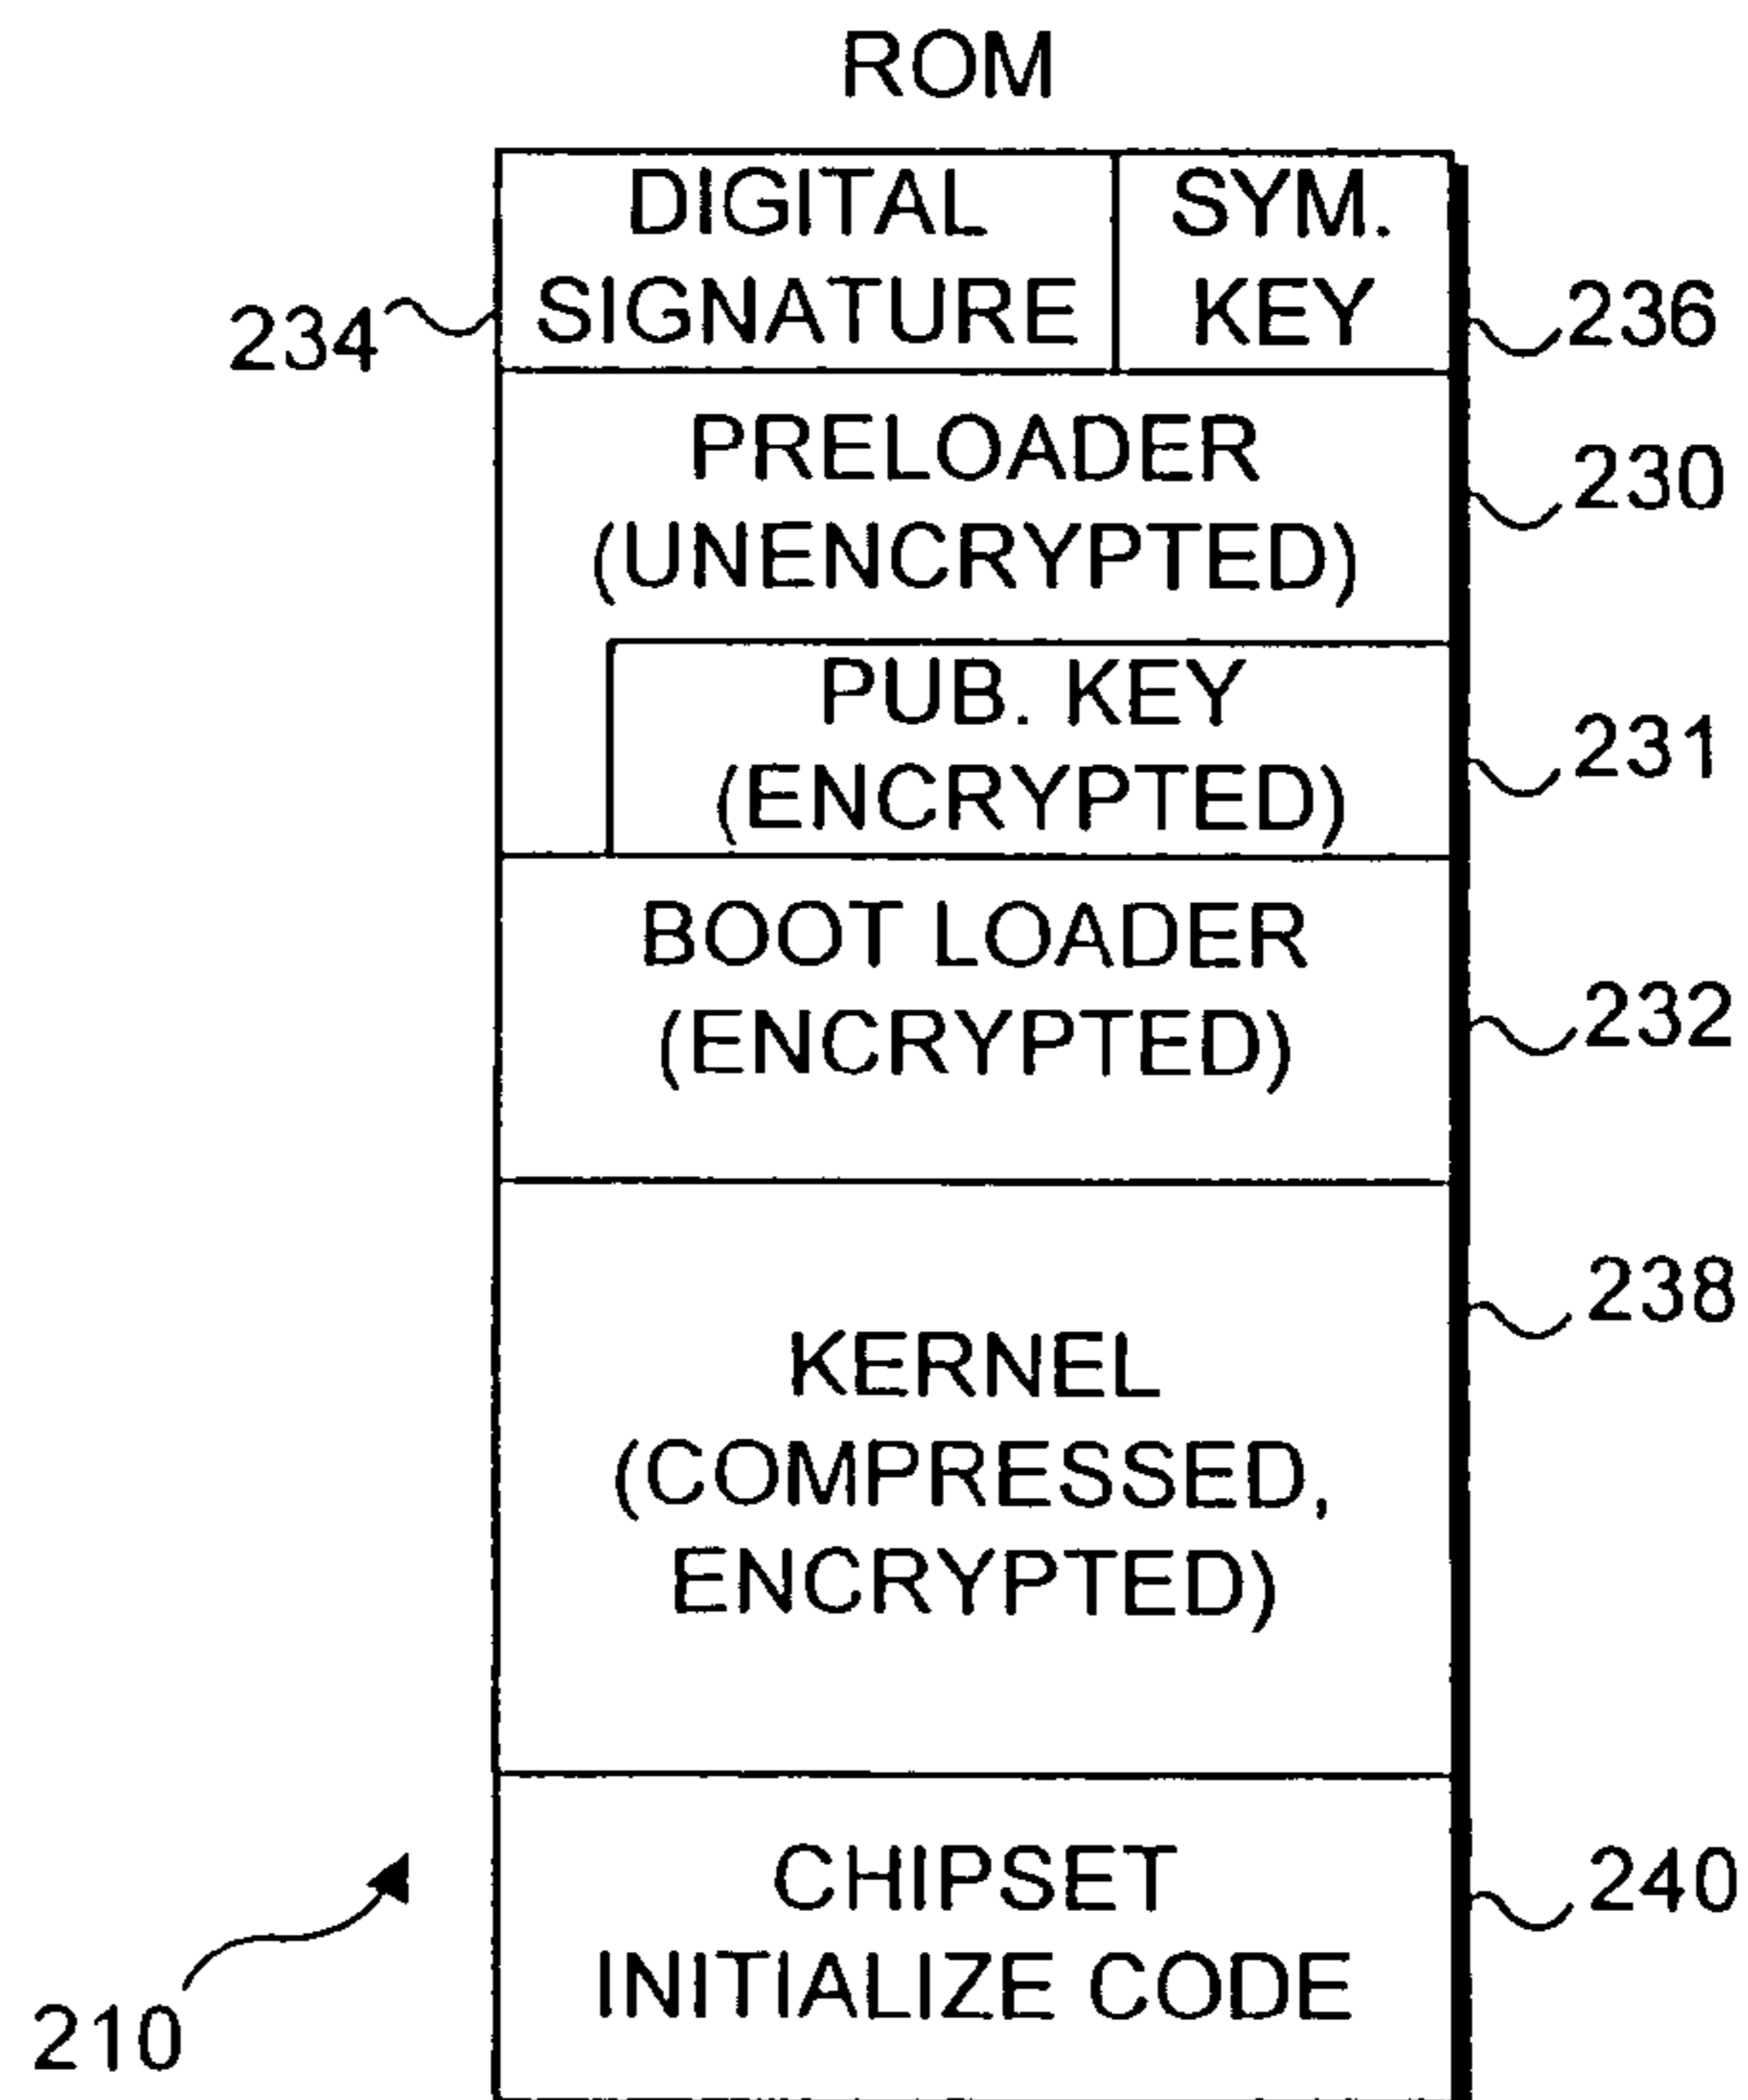 ROM
DIGITAL
SIGNATURE
SYM.
KEY
234
236
PRELOADER
(UNENCRYPTED)
230
PUB. KEY
(ENCRYPTED)
231
BOOT LOADER
(ENCRYPTED)
232
238
KERNEL
(COMPRESSED,
ENCRYPTED)
CHIPSET
INITIALIZE CODE
240
210